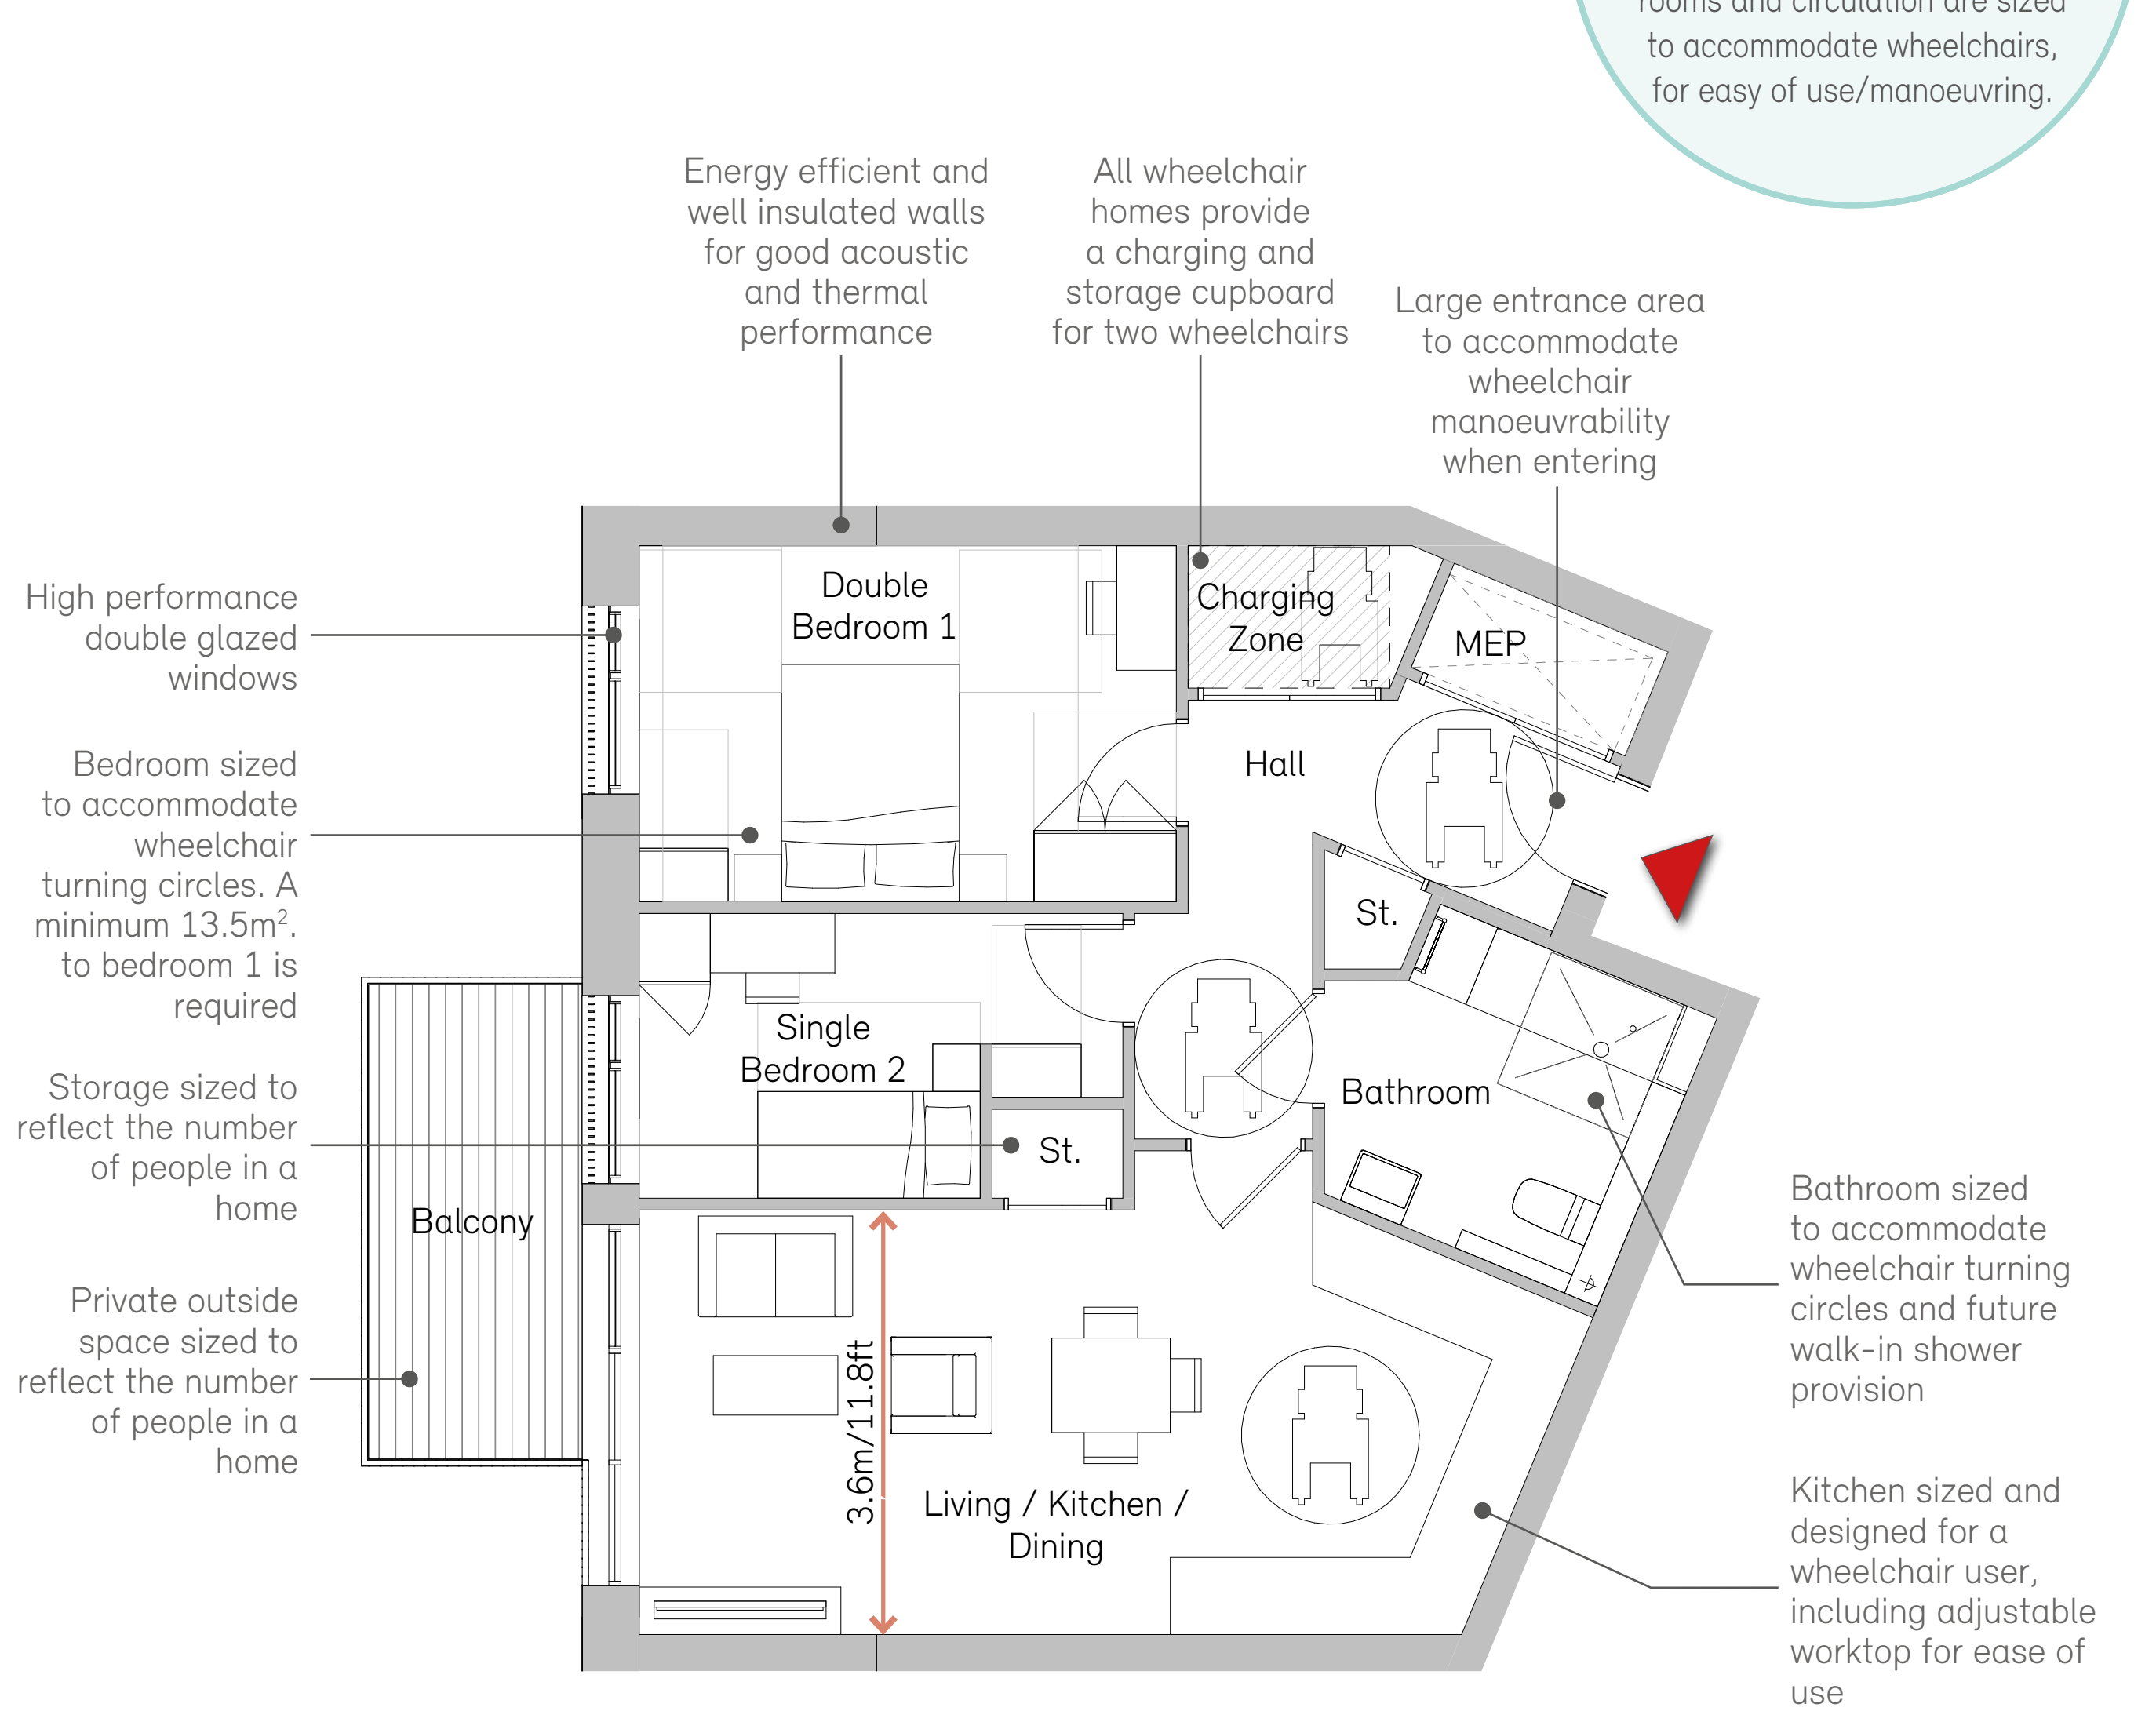 rooms and circulation are sized
to accommodate wheelchairs,
for easy of use/manoeuvring.
Energy efficient and
well insulated walls
for good acoustic
and thermal
performance
All wheelchair
homes provide
a charging and
storage cupboard
for two wheelchairs
Large entrance area
to accommodate
wheelchair
manoeuvrability
when entering
High performance
double glazed
windows
Bedroom sized
to accommodate
wheelchair
turning circles. A
minimum 13.5m².
to bedroom 1 is
required
Storage sized to
reflect the number
of people in a
home
Private outside
space sized to
reflect the number
of people in a
home
Double
Bedroom 1
Charging
Zone
MEP
Hall
St.
Single
Bedroom 2
St.
Bathroom
Balcony
3.6m/11.8ft
Living / Kitchen /
Dining
Bathroom sized
to accommodate
wheelchair turning
circles and future
walk-in shower
provision
Kitchen sized and
designed for a
wheelchair user,
including adjustable
worktop for ease of
use